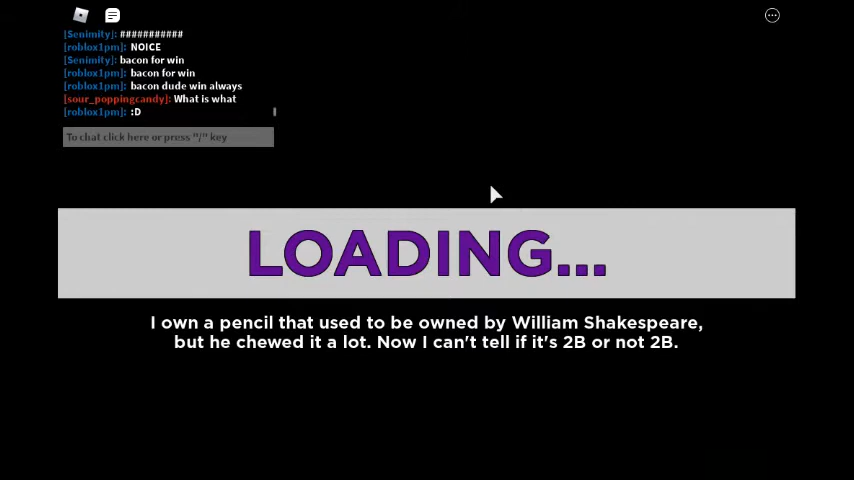 [Senimity]: ###########
[roblox1pm]: NOICE
[Senimity]: bacon for win
[roblox1pm]: bacon for win
[roblox1pm]: bacon dude win always
[sour_poppingcandy]: What is what
[roblox1pm]: :D
To chat click here or press "/" key
LOADING...
I own a pencil that used to be owned by William Shakespeare,
but he chewed it a lot. Now I can't tell if it's 2B or not 2B.